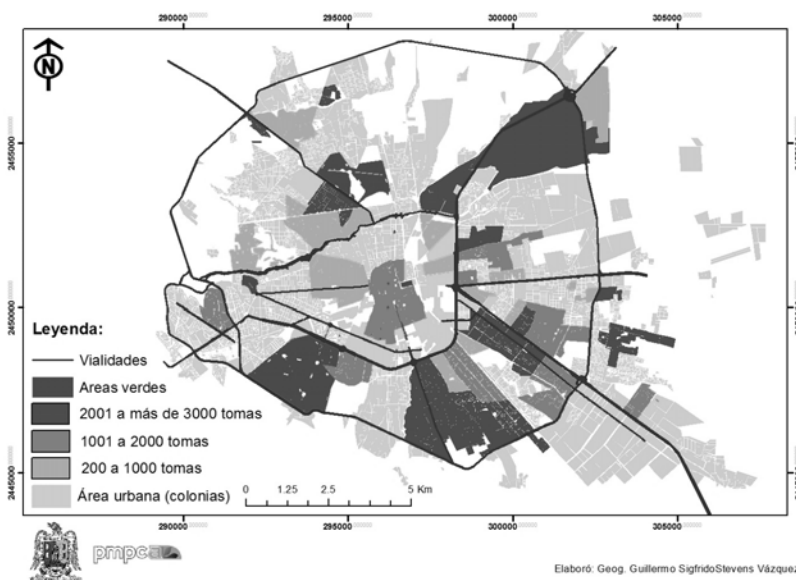 290000 295000 300000 305000
N
2455000
2450000
2445000
Leyenda:
Vialidades
Areas verdes
2001 a más de 3000 tomas
1001 a 2000 tomas
200 a 1000 tomas
Área urbana (colonias)
0 1.25 2.5 5 Km
290000 295000 300000 305000
pmpca
Elaboró: Geog. Guillermo SigfridoStevens Vázquez